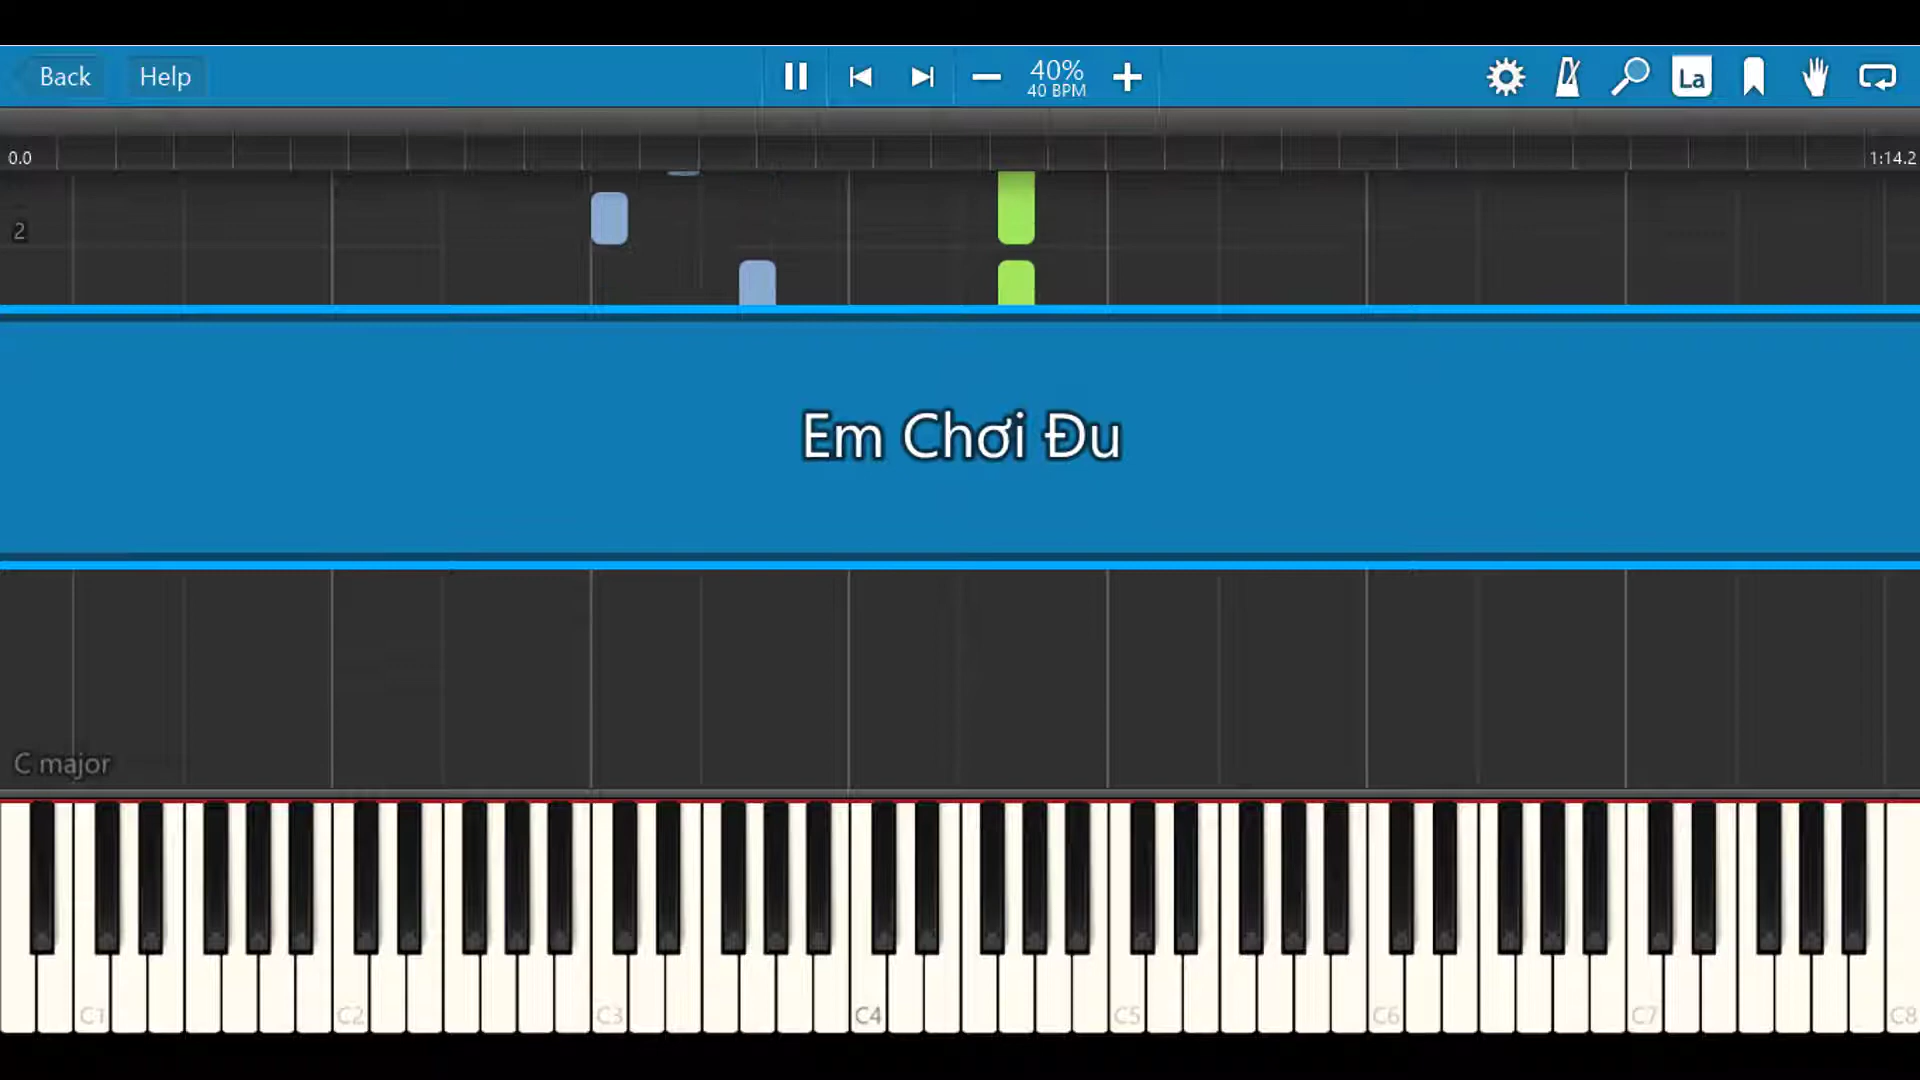 Back Help 40% La
40 BPM
0.0 1:14.2
2
Em Chơi Đu
C major
C1 C2 C3 C4 C5 C6 C7 C8